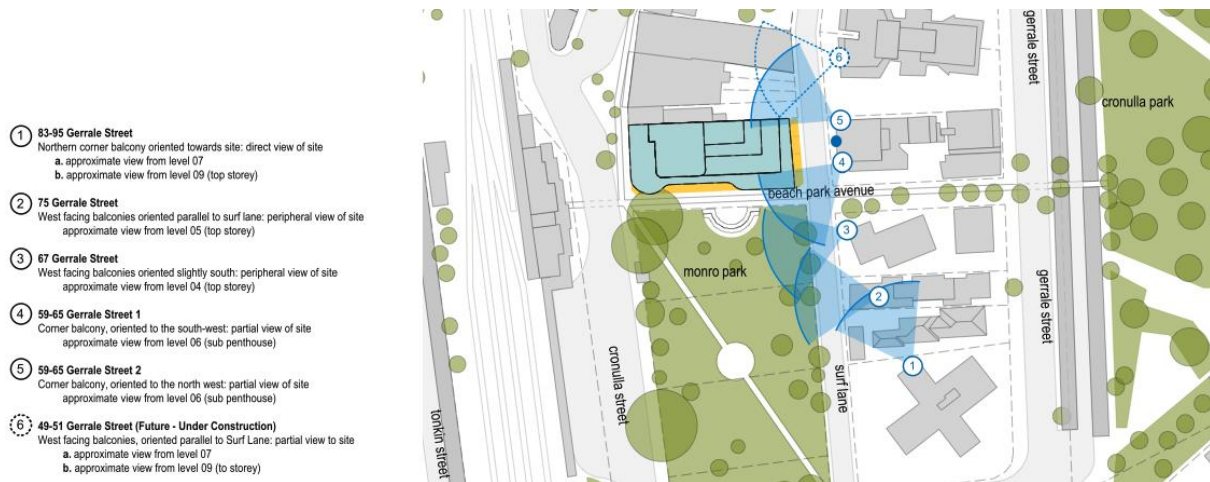 1 83-95 Gerrale Street
Northern corner balcony oriented towards site: direct view of site
a. approximate view from level 07
b. approximate view from level 09 (top storey)
2 75 Gerrale Street
West facing balconies oriented parallel to surf lane: peripheral view of site
approximate view from level 05 (top storey)
3 67 Gerrale Street
West facing balconies oriented slightly south: peripheral view of site
approximate view from level 04 (top storey)
4 59-65 Gerrale Street 1
Corner balcony, oriented to the south-west: partial view of site
approximate view from level 06 (sub penthouse)
5 59-65 Gerrale Street 2
Corner balcony, oriented to the north west: partial view of site
approximate view from level 06 (sub penthouse)
6 49-51 Gerrale Street (Future - Under Construction)
West facing balconies, oriented parallel to Surf Lane: partial view to site
a. approximate view from level 07
b. approximate view from level 09 (to storey)
gerrale street
6
cronulla park
5
4
beach park avenue
3
monro park
2
gerrale street
cronulla street
surf lane
1
tonkin street